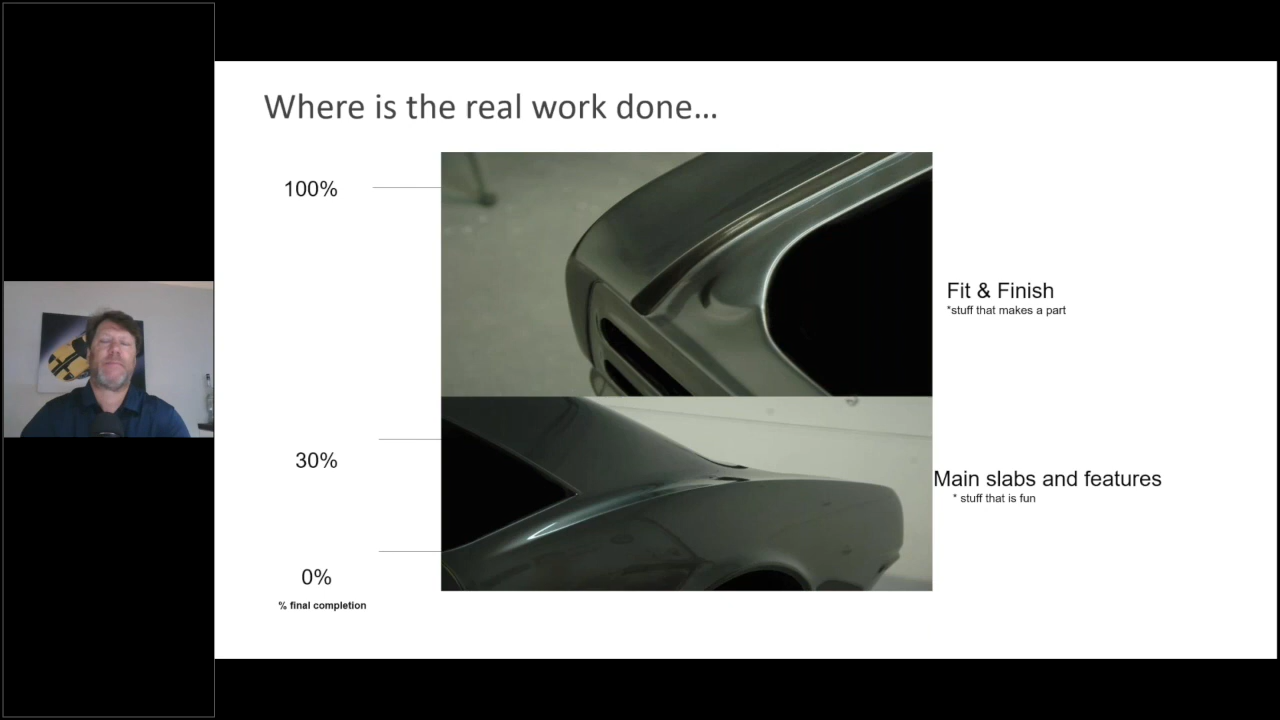 Where is the real work done...
100%
Fit & Finish
*stuff that makes a part
30%
Main slabs and features
* stuff that is fun
0%
% final completion